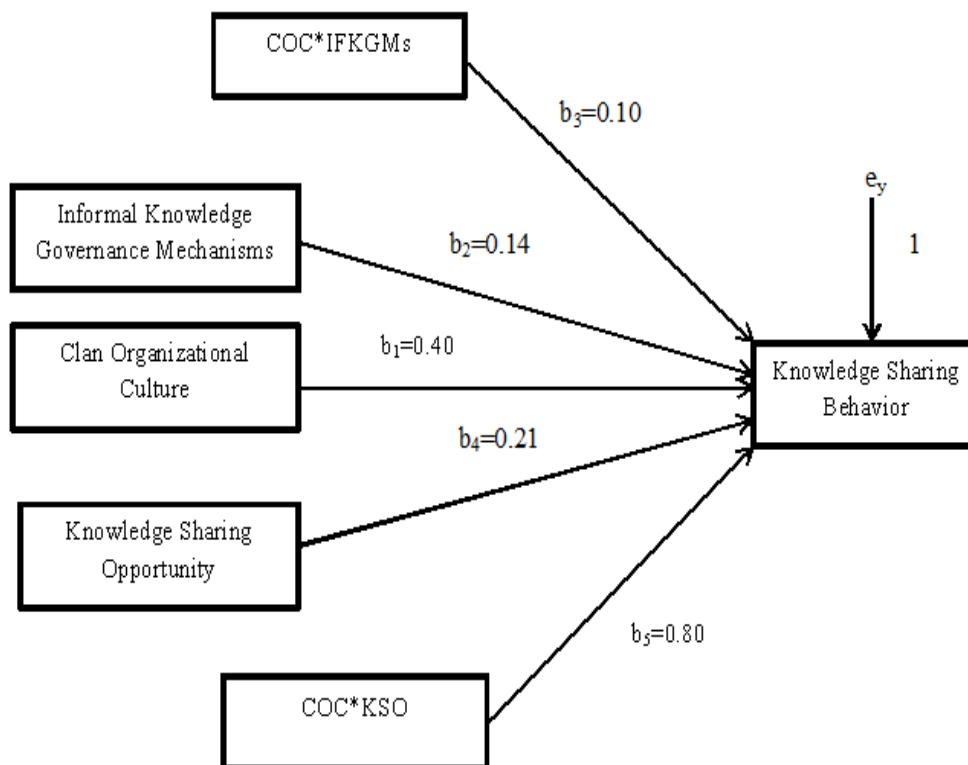 COC*IFKGMs
b₃=0.10
e_y
Informal Knowledge
Governance Mechanisms
b₂=0.14
1
Clan Organizational
Culture
b₁=0.40
Knowledge Sharing
Behavior
b₄=0.21
Knowledge Sharing
Opportunity
b₅=0.80
COC*KSO